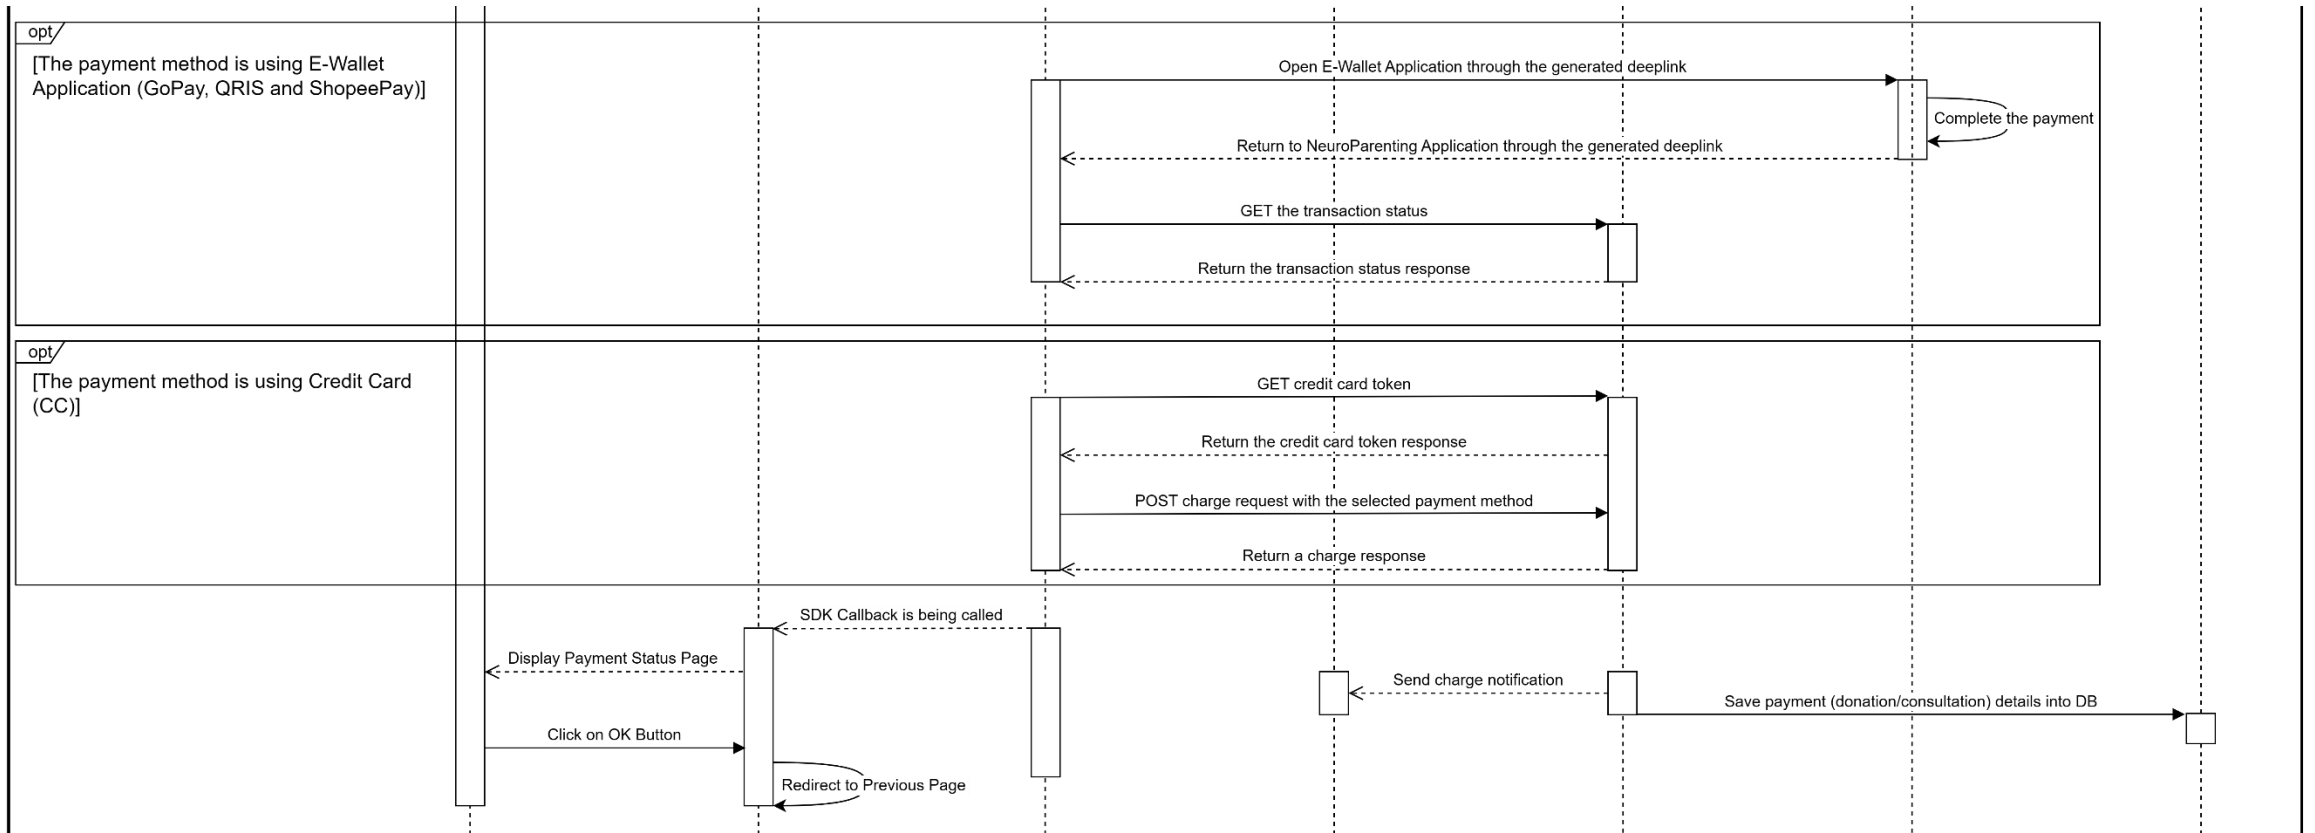 opt
[The payment method is using E-Wallet
Application (GoPay, QRIS and ShopeePay)]
Open E-Wallet Application through the generated deeplink
Complete the payment
Return to NeuroParenting Application through the generated deeplink
GET the transaction status
Return the transaction status response
opt
[The payment method is using Credit Card
(CC)]
GET credit card token
Return the credit card token response
POST charge request with the selected payment method
Return a charge response
SDK Callback is being called
Display Payment Status Page
Send charge notification
Save payment (donation/consultation) details into DB
Click on OK Button
Redirect to Previous Page